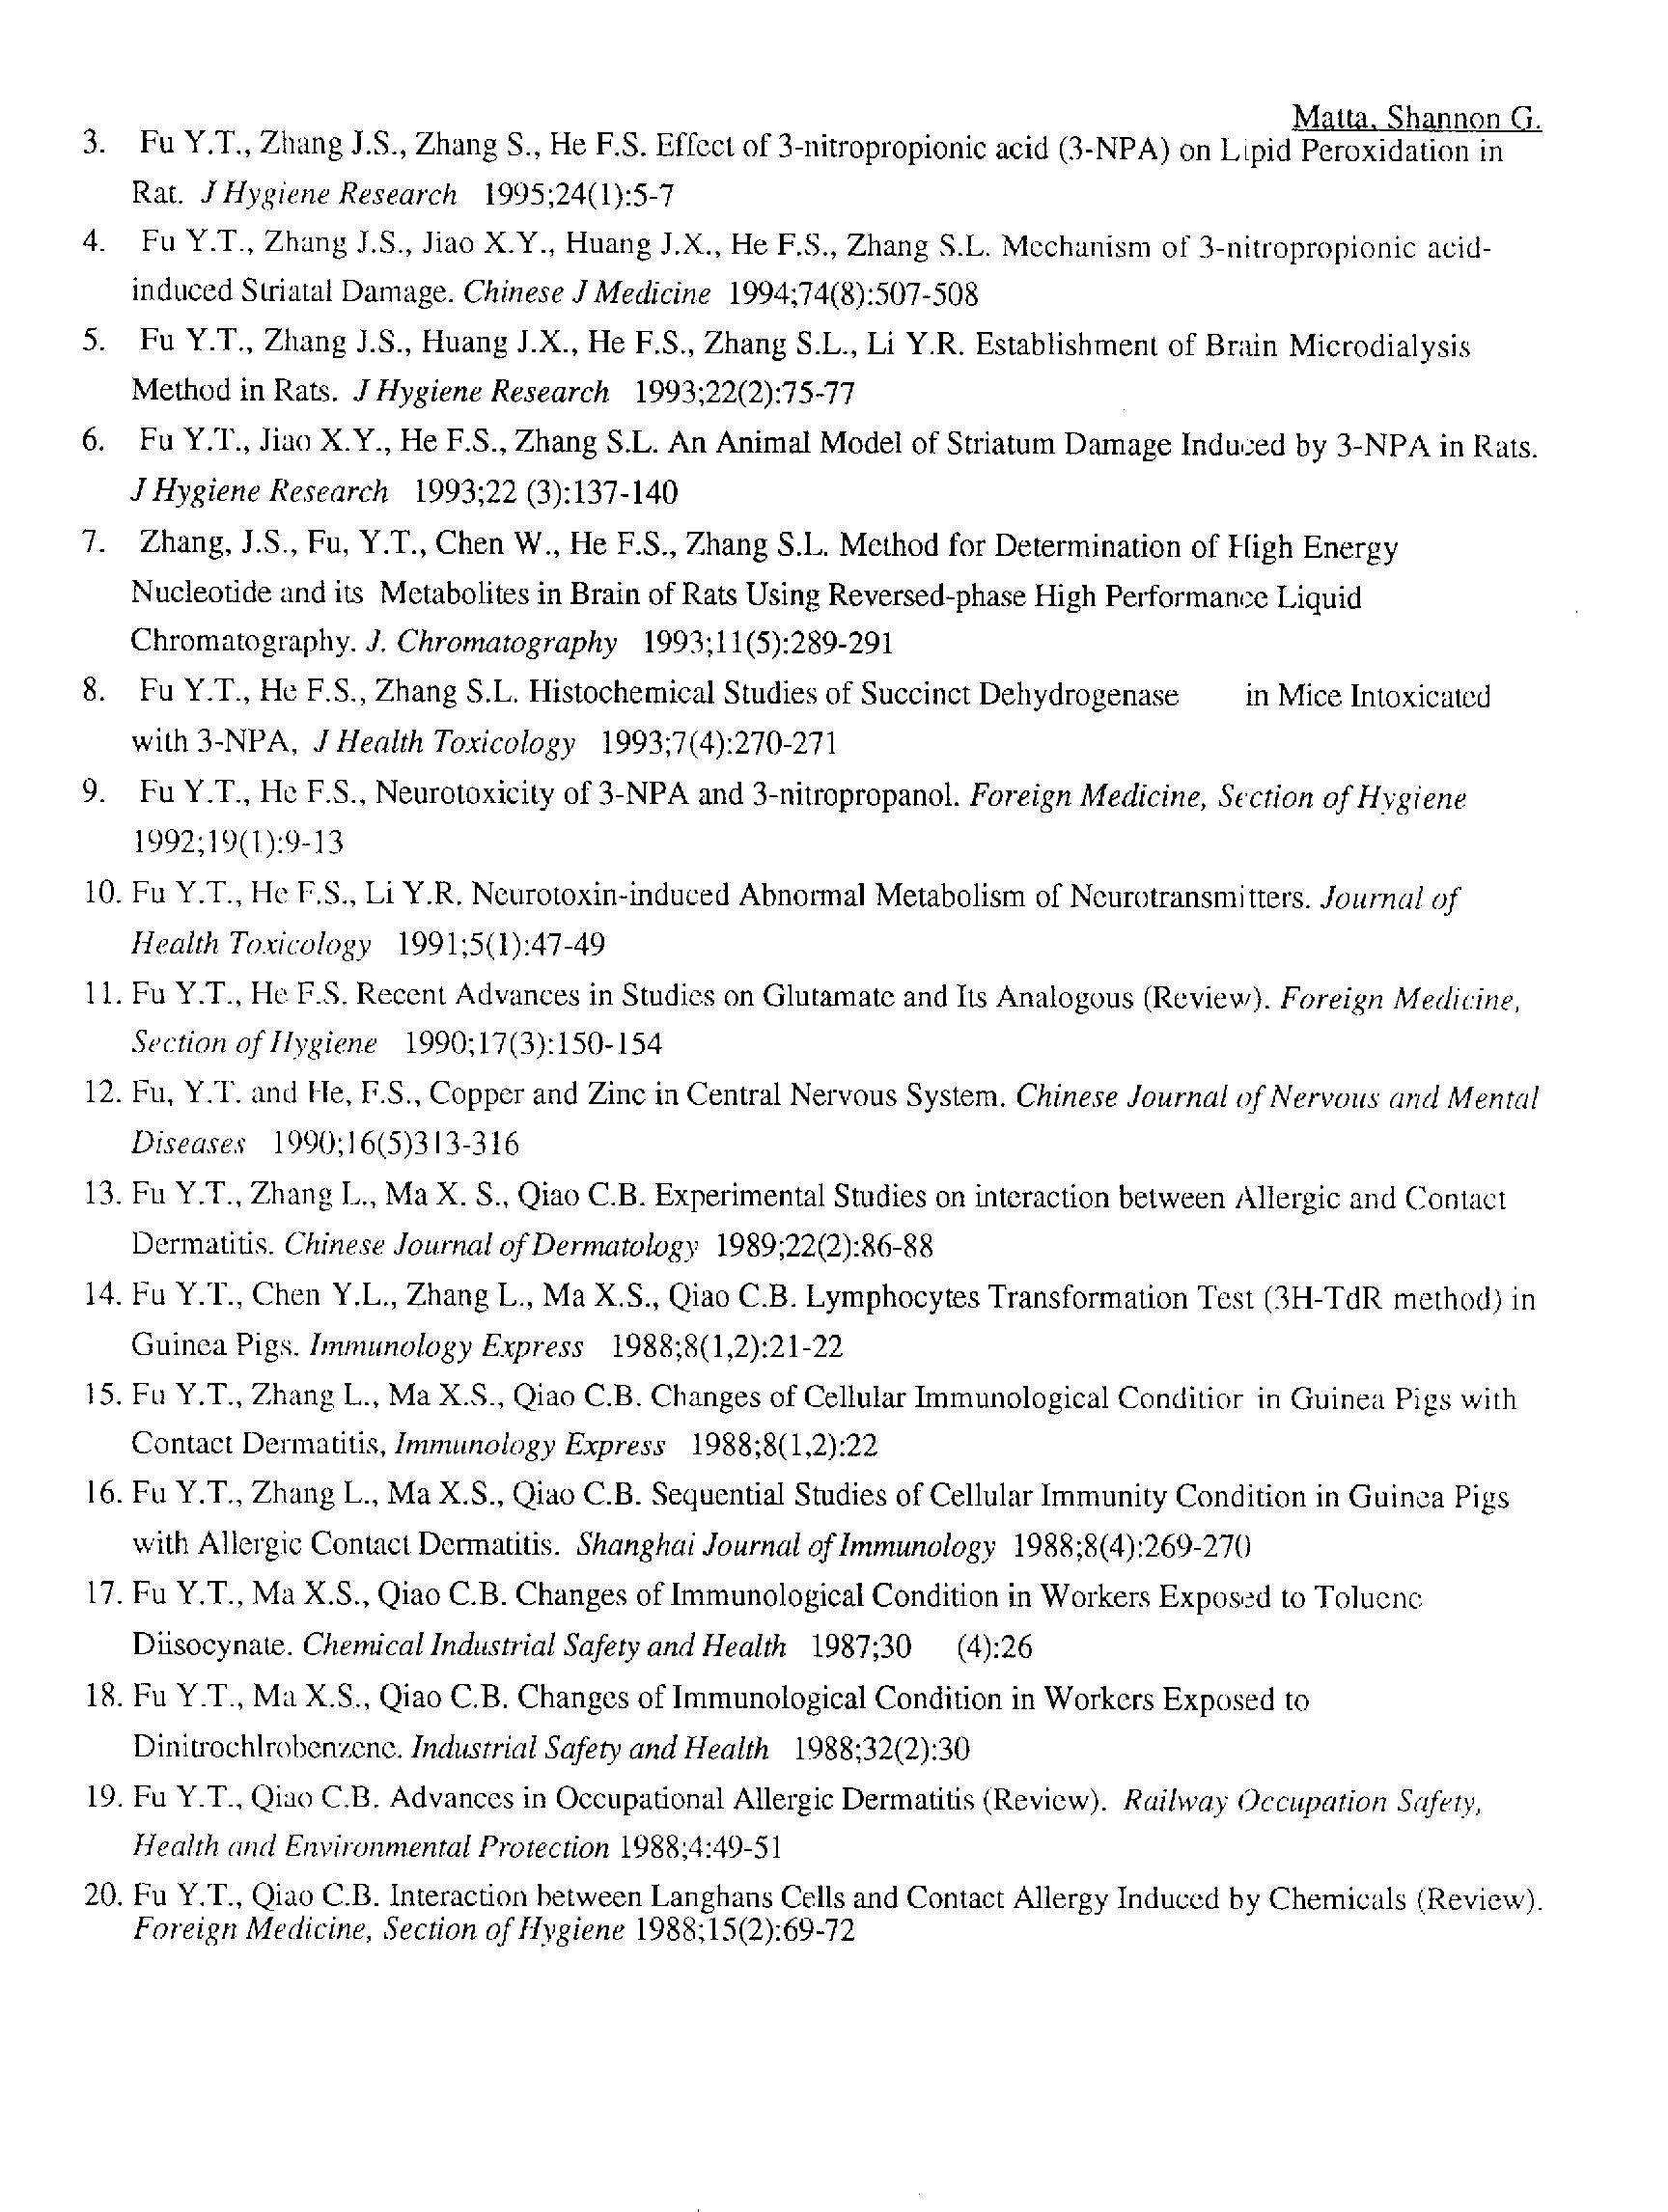 Matta, Shannon G.
3. Fu Y.T., Zhang J.S., Zhang S., He F.S. Effect of 3-nitropropionic acid (3-NPA) on Lipid Peroxidation in
Rat. J Hygiene Research 1995;24(1):5-7
4. Fu Y.T., Zhang J.S., Jiao X.Y., Huang J.X., He F.S., Zhang S.L. Mechanism of 3-nitropropionic acid-
induced Striatal Damage. Chinese J Medicine 1994;74(8):507-508
5. Fu Y.T., Zhang J.S., Huang J.X., He F.S., Zhang S.L., Li Y.R. Establishment of Brain Microdialysis
Method in Rats. J Hygiene Research 1993;22(2):75-77
6. Fu Y.T., Jiao X.Y., He F.S., Zhang S.L. An Animal Model of Striatum Damage Induced by 3-NPA in Rats.
J Hygiene Research 1993;22 (3):137-140
7. Zhang, J.S., Fu, Y.T., Chen W., He F.S., Zhang S.L. Method for Determination of High Energy
Nucleotide and its Metabolites in Brain of Rats Using Reversed-phase High Performance Liquid
Chromatography. J. Chromatography 1993;11(5):289-291
8. Fu Y.T., He F.S., Zhang S.L. Histochemical Studies of Succinct Dehydrogenase in Mice Intoxicated
with 3-NPA, J Health Toxicology 1993;7(4):270-271
9. Fu Y.T., He F.S., Neurotoxicity of 3-NPA and 3-nitropropanol. Foreign Medicine, Section of Hygiene
1992;19(1):9-13
10. Fu Y.T., He F.S., Li Y.R. Neurotoxin-induced Abnormal Metabolism of Neurotransmitters. Journal of
Health Toxicology 1991;5(1):47-49
11. Fu Y.T., He F.S. Recent Advances in Studies on Glutamate and Its Analogous (Review). Foreign Medicine,
Section of Hygiene 1990;17(3):150-154
12. Fu, Y.T. and He, F.S., Copper and Zinc in Central Nervous System. Chinese Journal of Nervous and Mental
Diseases 1990;16(5)313-316
13. Fu Y.T., Zhang L., Ma X. S., Qiao C.B. Experimental Studies on interaction between Allergic and Contact
Dermatitis. Chinese Journal of Dermatology 1989;22(2):86-88
14. Fu Y.T., Chen Y.L., Zhang L., Ma X.S., Qiao C.B. Lymphocytes Transformation Test (3H-TdR method) in
Guinea Pigs. Immunology Express 1988;8(1,2):21-22
15. Fu Y.T., Zhang L., Ma X.S., Qiao C.B. Changes of Cellular Immunological Condition in Guinea Pigs with
Contact Dermatitis, Immunology Express 1988;8(1,2):22
16. Fu Y.T., Zhang L., Ma X.S., Qiao C.B. Sequential Studies of Cellular Immunity Condition in Guinea Pigs
with Allergic Contact Dermatitis. Shanghai Journal of Immunology 1988;8(4):269-270
17. Fu Y.T., Ma X.S., Qiao C.B. Changes of Immunological Condition in Workers Exposed to Toluene
Diisocynate. Chemical Industrial Safety and Health 1987;30 (4):26
18. Fu Y.T., Ma X.S., Qiao C.B. Changes of Immunological Condition in Workers Exposed to
Dinitrochlrobenzene. Industrial Safety and Health 1988;32(2):30
19. Fu Y.T., Qiao C.B. Advances in Occupational Allergic Dermatitis (Review). Railway Occupation Safety,
Health and Environmental Protection 1988;4:49-51
20. Fu Y.T., Qiao C.B. Interaction between Langhans Cells and Contact Allergy Induced by Chemicals (Review).
Foreign Medicine, Section of Hygiene 1988;15(2):69-72